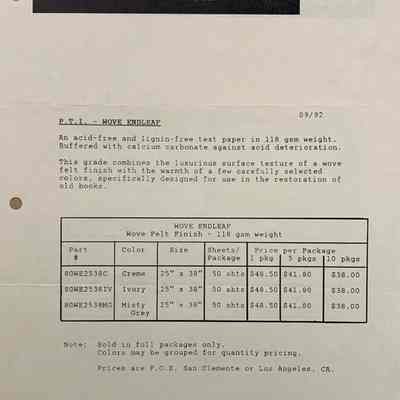 09/92
P.T.I. - WOVE ENDLEAF
An acid-free and lignin-free text paper in 118 gsm weight.
Buffered with calcium carbonate against acid deterioration.
This grade combines the luxurious surface texture of a wove
felt finish with the warmth of a few carefully selected
colors, specifically designed for use in the restoration of
old books.
WOVE ENDLEAF
Wove Felt Finish - 118 gsm weight
Part # Color Size Sheets/ Package Price per Package 1 pkg 5 pkgs 10 pkgs
80WE2538C Creme 25" x 38" 50 shts $48.50 $41.80 $38.00
80WE2538IV Ivory 25" x 38" 50 shts $48.50 $41.80 $38.00
80WE2538MG Misty Grey 25" x 38" 50 shts $48.50 $41.80 $38.00
Note: Sold in full packages only.
Colors may be grouped for quantity pricing.
Prices are F.O.B. San Clemente or Los Angeles, CA.